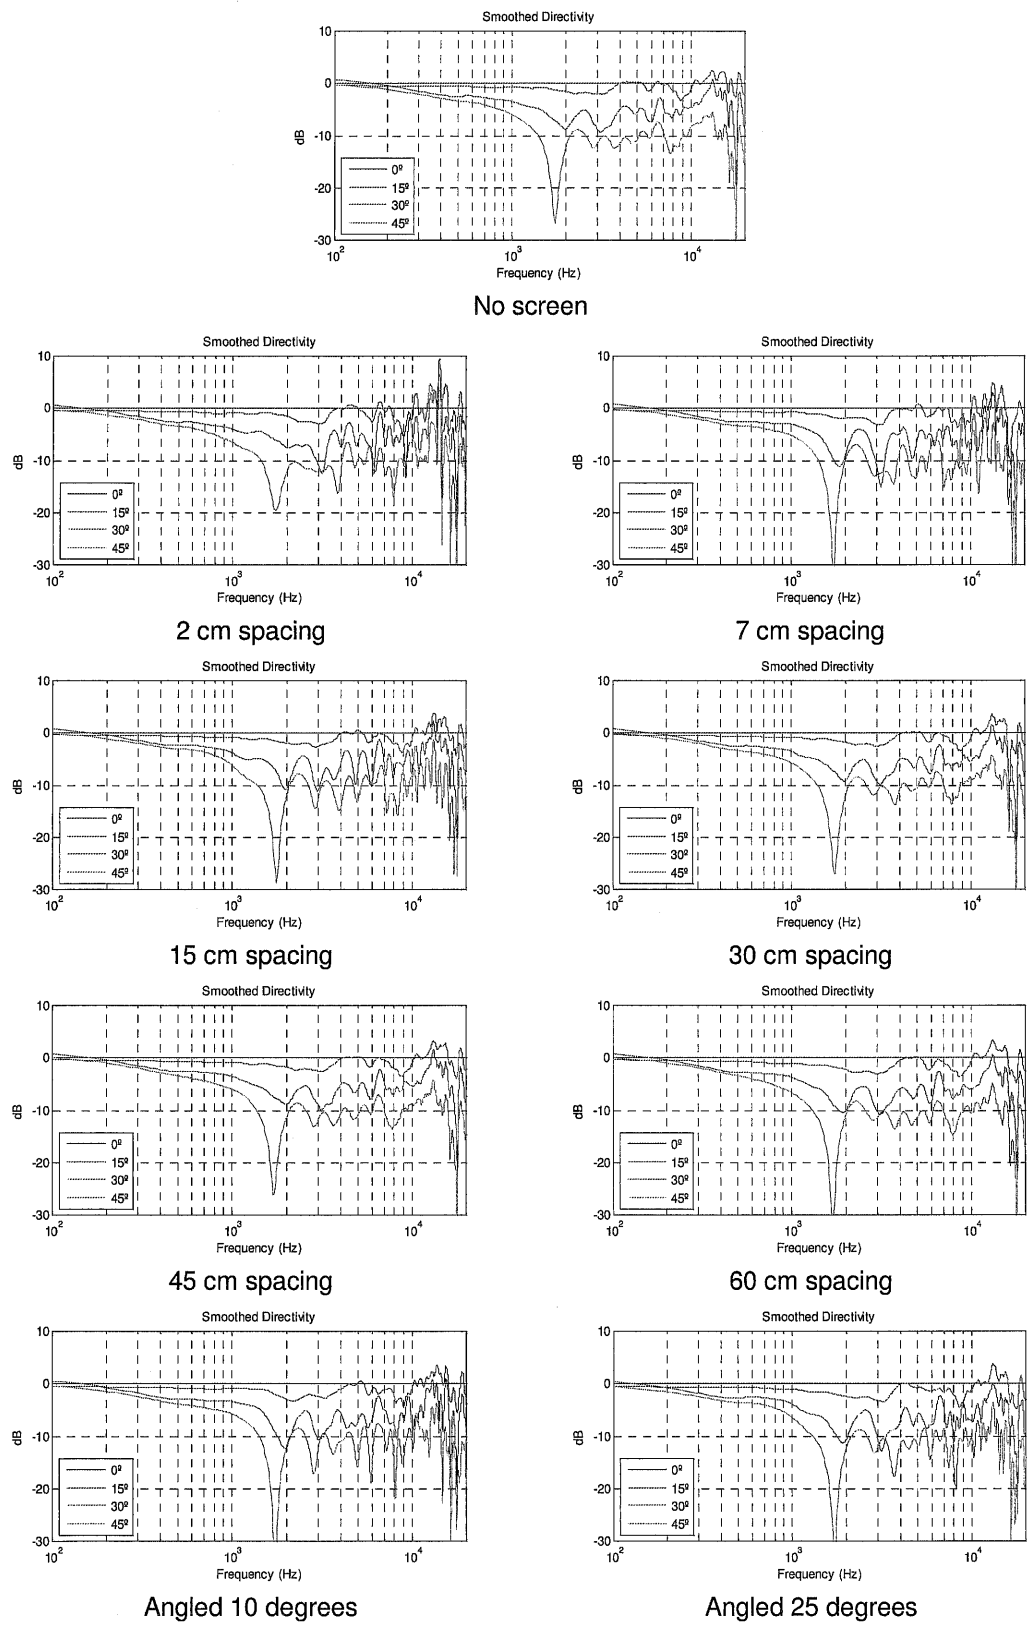 Smoothed Directivity
10
0
-10
-20
-30
dB
0º
15º
30º
45º
10²
10³
10⁴
Frequency (Hz)
No screen
Smoothed Directivity
10
0
-10
-20
-30
dB
0º
15º
30º
45º
10²
10³
10⁴
Frequency (Hz)
2 cm spacing
Smoothed Directivity
10
0
-10
-20
-30
dB
0º
15º
30º
45º
10²
10³
10⁴
Frequency (Hz)
7 cm spacing
Smoothed Directivity
10
0
-10
-20
-30
dB
0º
15º
30º
45º
10²
10³
10⁴
Frequency (Hz)
15 cm spacing
Smoothed Directivity
10
0
-10
-20
-30
dB
0º
15º
30º
45º
10²
10³
10⁴
Frequency (Hz)
30 cm spacing
Smoothed Directivity
10
0
-10
-20
-30
dB
0º
15º
30º
45º
10²
10³
10⁴
Frequency (Hz)
45 cm spacing
Smoothed Directivity
10
0
-10
-20
-30
dB
0º
15º
30º
45º
10²
10³
10⁴
Frequency (Hz)
60 cm spacing
Smoothed Directivity
10
0
-10
-20
-30
dB
0º
15º
30º
45º
10²
10³
10⁴
Frequency (Hz)
Angled 10 degrees
Smoothed Directivity
10
0
-10
-20
-30
dB
0º
15º
30º
45º
10²
10³
10⁴
Frequency (Hz)
Angled 25 degrees